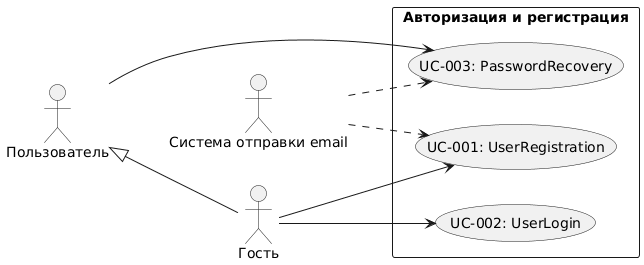 Авторизация и регистрация
UC-003: PasswordRecovery
Система отправки email
Пользователь
UC-001: UserRegistration
UC-002: UserLogin
Гость